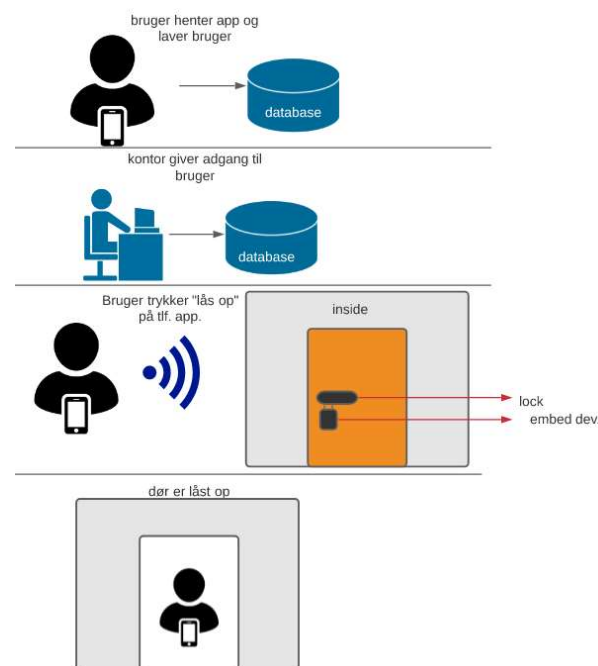 bruger henter app og
laver bruger
database
kontor giver adgang til
bruger
database
Bruger trykker "lås op"
på tlf. app.
inside
lock
embed dev.
dør er låst op